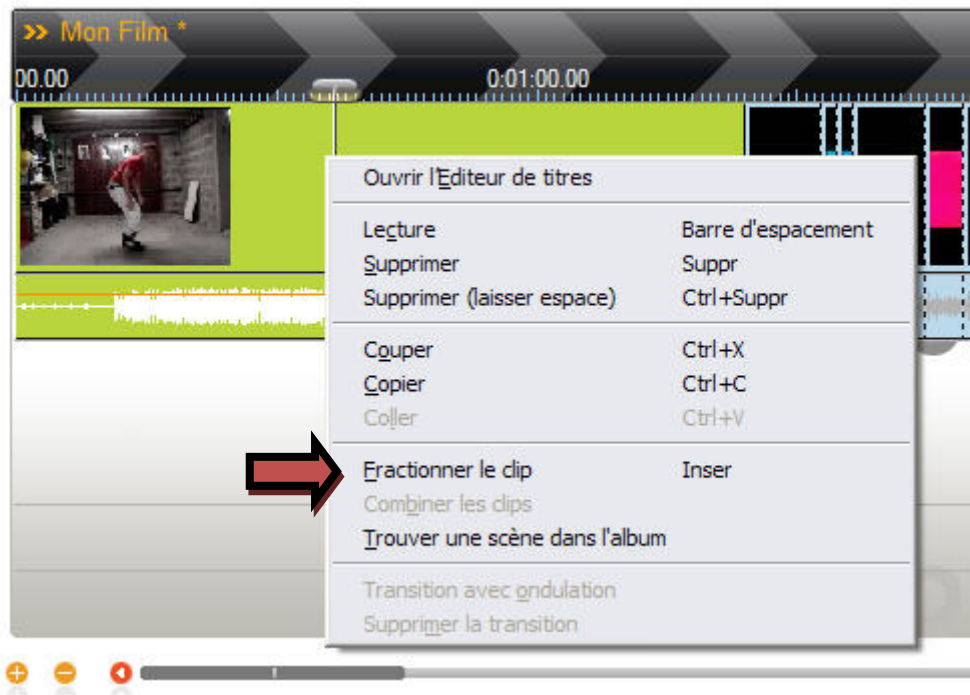 >> Mon Film *
00.00 0:01:00.00
Ouvrir l'Editeur de titres
Lecture Barre d'espacement
Supprimer Suppr
Supprimer (laisser espace) Ctrl+Suppr
Couper Ctrl+X
Copier Ctrl+C
Coller Ctrl+V
Fractionner le clip Inser
Combiner les clips
Trouver une scène dans l'album
Transition avec ondulation
Supprimer la transition